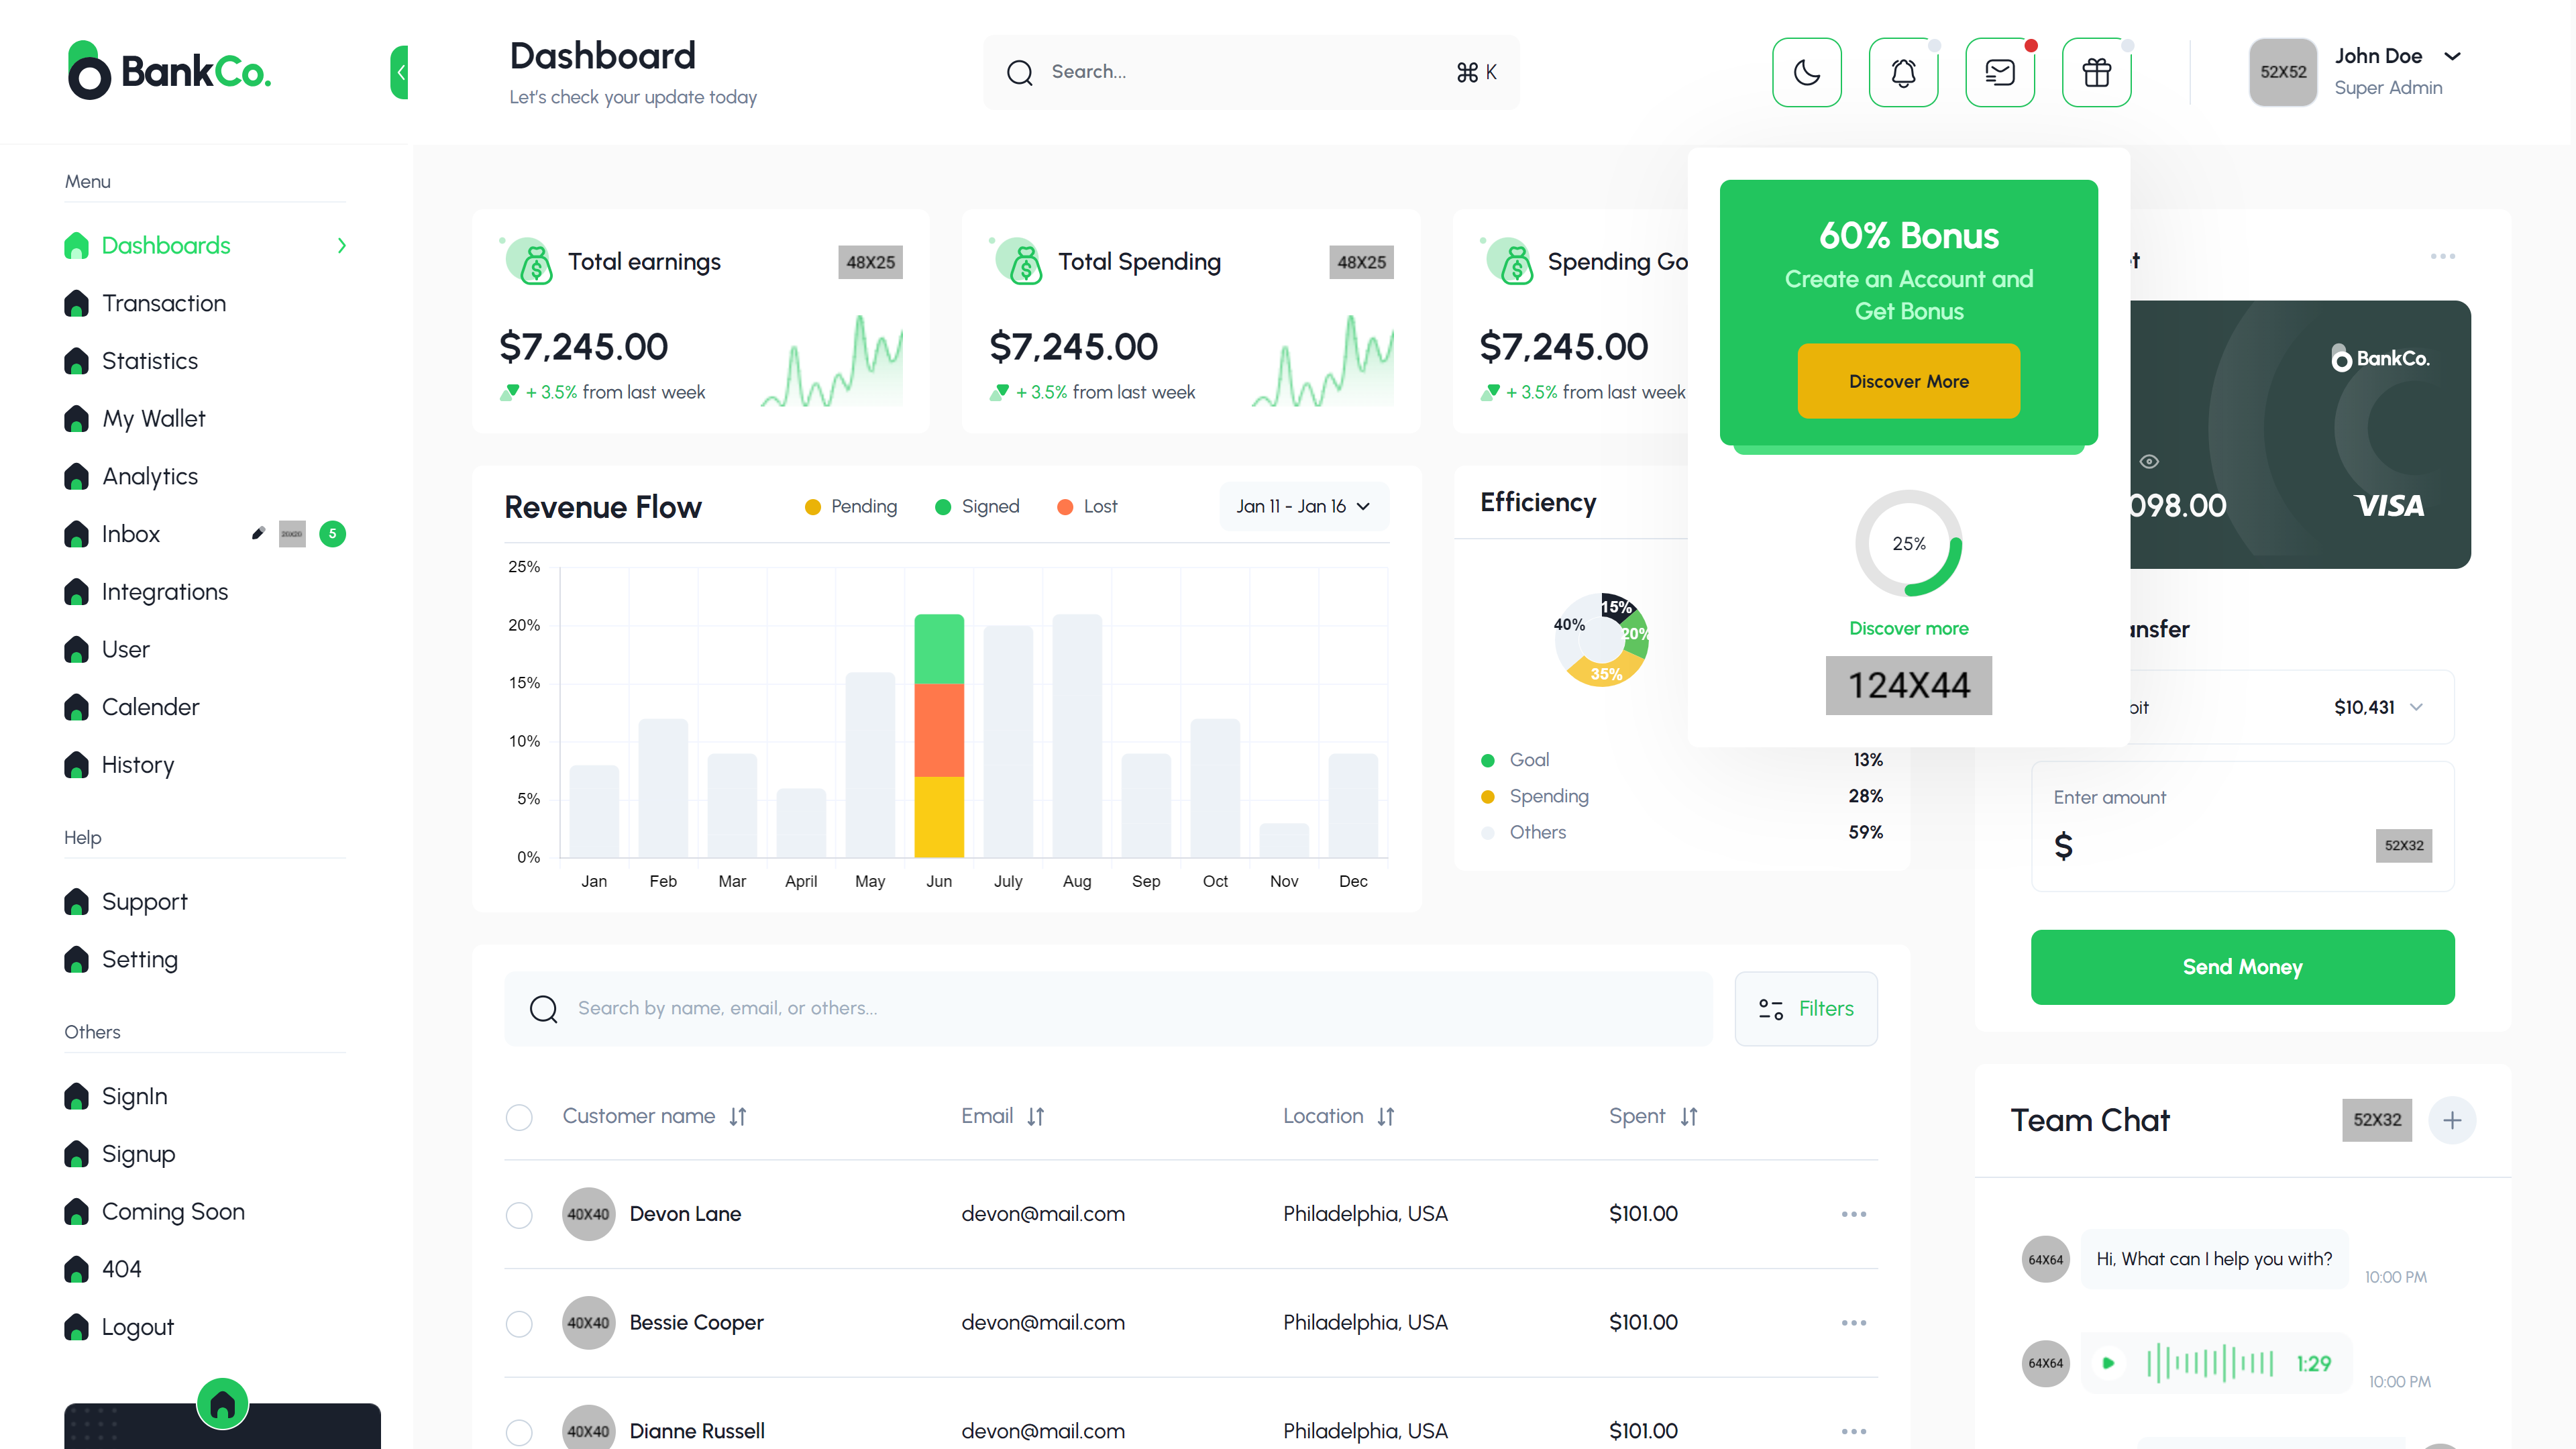 BankCo.
Dashboard
Let's check your update today
Search...
⌘ K
52X52
John Doe
Super Admin
Menu
Dashboards
Transaction
Statistics
My Wallet
Analytics
Inbox
20x20
5
Integrations
User
Calender
History
Help
Support
Setting
Others
SignIn
Signup
Coming Soon
404
Logout
Total earnings
48X25
$7,245.00
+ 3.5% from last week
Total Spending
48X25
$7,245.00
+ 3.5% from last week
Spending Go
$7,245.00
+ 3.5% from last week
60% Bonus
Create an Account and
Get Bonus
Discover More
25%
Discover more
124X44
Revenue Flow
Pending
Signed
Lost
Jan 11 - Jan 16
25%
20%
15%
10%
5%
0%
Jan
Feb
Mar
April
May
Jun
July
Aug
Sep
Oct
Nov
Dec
Efficiency
15%
40%
20%
35%
Goal
13%
Spending
28%
Others
59%
BankCo.
098.00
VISA
ansfer
$10,431
Enter amount
$
52X32
Send Money
Search by name, email, or others...
Filters
Customer name
Email
Location
Spent
40X40
Devon Lane
devon@mail.com
Philadelphia, USA
$101.00
40X40
Bessie Cooper
devon@mail.com
Philadelphia, USA
$101.00
40X40
Dianne Russell
devon@mail.com
Philadelphia, USA
$101.00
Team Chat
52X32
64X64
Hi, What can I help you with?
10:00 PM
64X64
1:29
10:00 PM